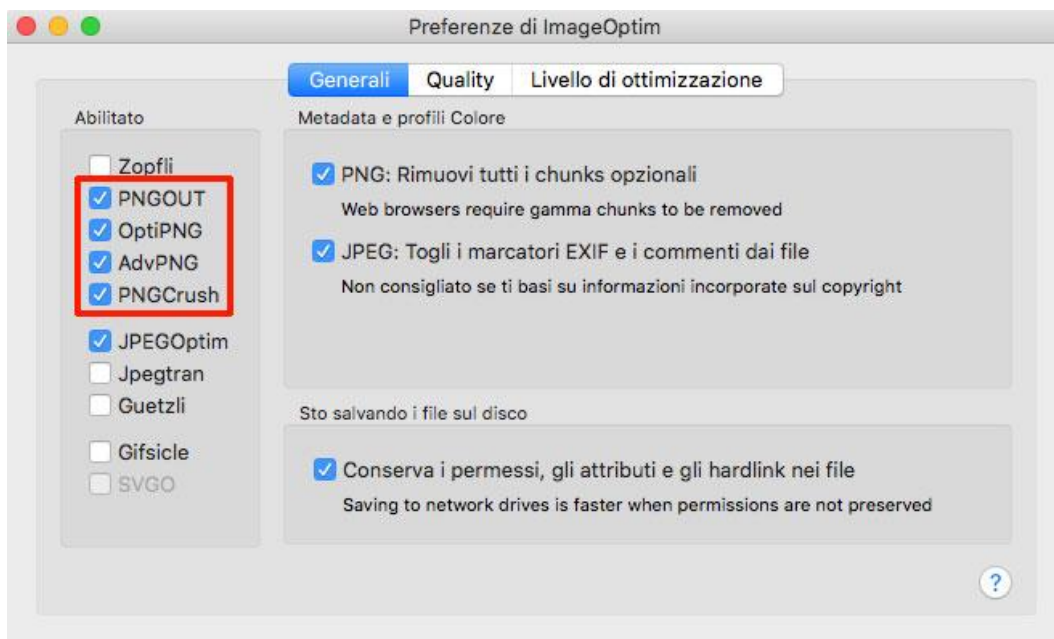 Preferenze di ImageOptim
Generali Quality Livello di ottimizzazione
Abilitato
Zopfli
PNGOUT
OptiPNG
AdvPNG
PNGCrush
JPEGOptim
Jpegtran
Guetzli
Gifsicle
SVGO
Metadata e profili Colore
PNG: Rimuovi tutti i chunks opzionali
Web browsers require gamma chunks to be removed
JPEG: Togli i marcatori EXIF e i commenti dai file
Non consigliato se ti basi su informazioni incorporate sul copyright
Sto salvando i file sul disco
Conserva i permessi, gli attributi e gli hardlink nei file
Saving to network drives is faster when permissions are not preserved
?